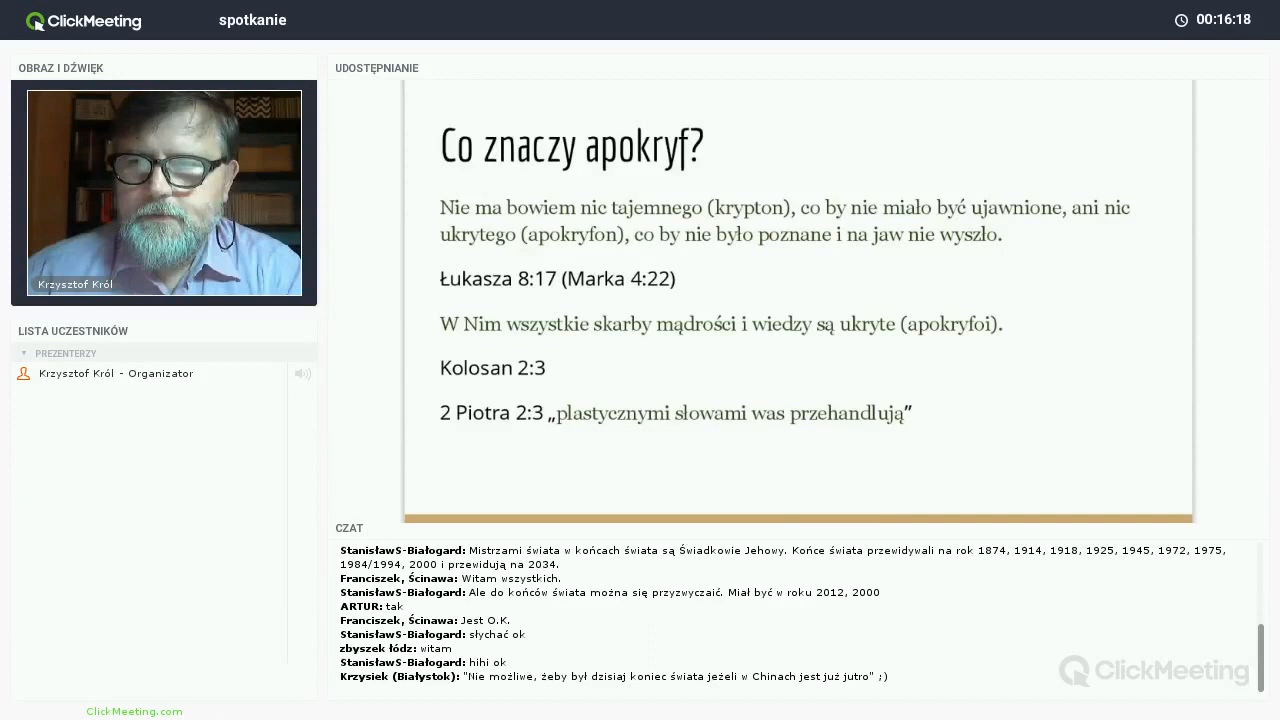 ClickMeeting
spotkanie
00:16:18
OBRAZ I DŹWIĘK
Krzysztof Król
LISTA UCZESTNIKÓW
PREZENTERZY
Krzysztof Król - Organizator
ClickMeeting.com
UDOSTĘPNIANIE
Co znaczy apokryf?
Nie ma bowiem nic tajemnego (krypton), co by nie miało być ujawnione, ani nic
ukrytego (apokryfon), co by nie było poznane i na jaw nie wyszło.
Łukasza 8:17 (Marka 4:22)
W Nim wszystkie skarby mądrości i wiedzy są ukryte (apokryfoi).
Kolosan 2:3
2 Piotra 2:3 „plastycznymi słowami was przehandlują”
CZAT
StanisławS-Białogard: Mistrzami świata w końcach świata są Świadkowie Jehowy. Końce świata przewidywali na rok 1874, 1914, 1918, 1925, 1945, 1972, 1975,
1984/1994, 2000 i przewidują na 2034.
Franciszek, Ścinawa: Witam wszystkich.
StanisławS-Białogard: Ale do końców świata można się przyzwyczaić. Miał być w roku 2012, 2000
ARTUR: tak
Franciszek, Ścinawa: Jest O.K.
StanisławS-Białogard: słychać ok
zbyszek łódz: witam
StanisławS-Białogard: hihi ok
Krzysiek (Białystok): "Nie możliwe, żeby był dzisiaj koniec świata jeżeli w Chinach jest już jutro" ;)
ClickMeeting